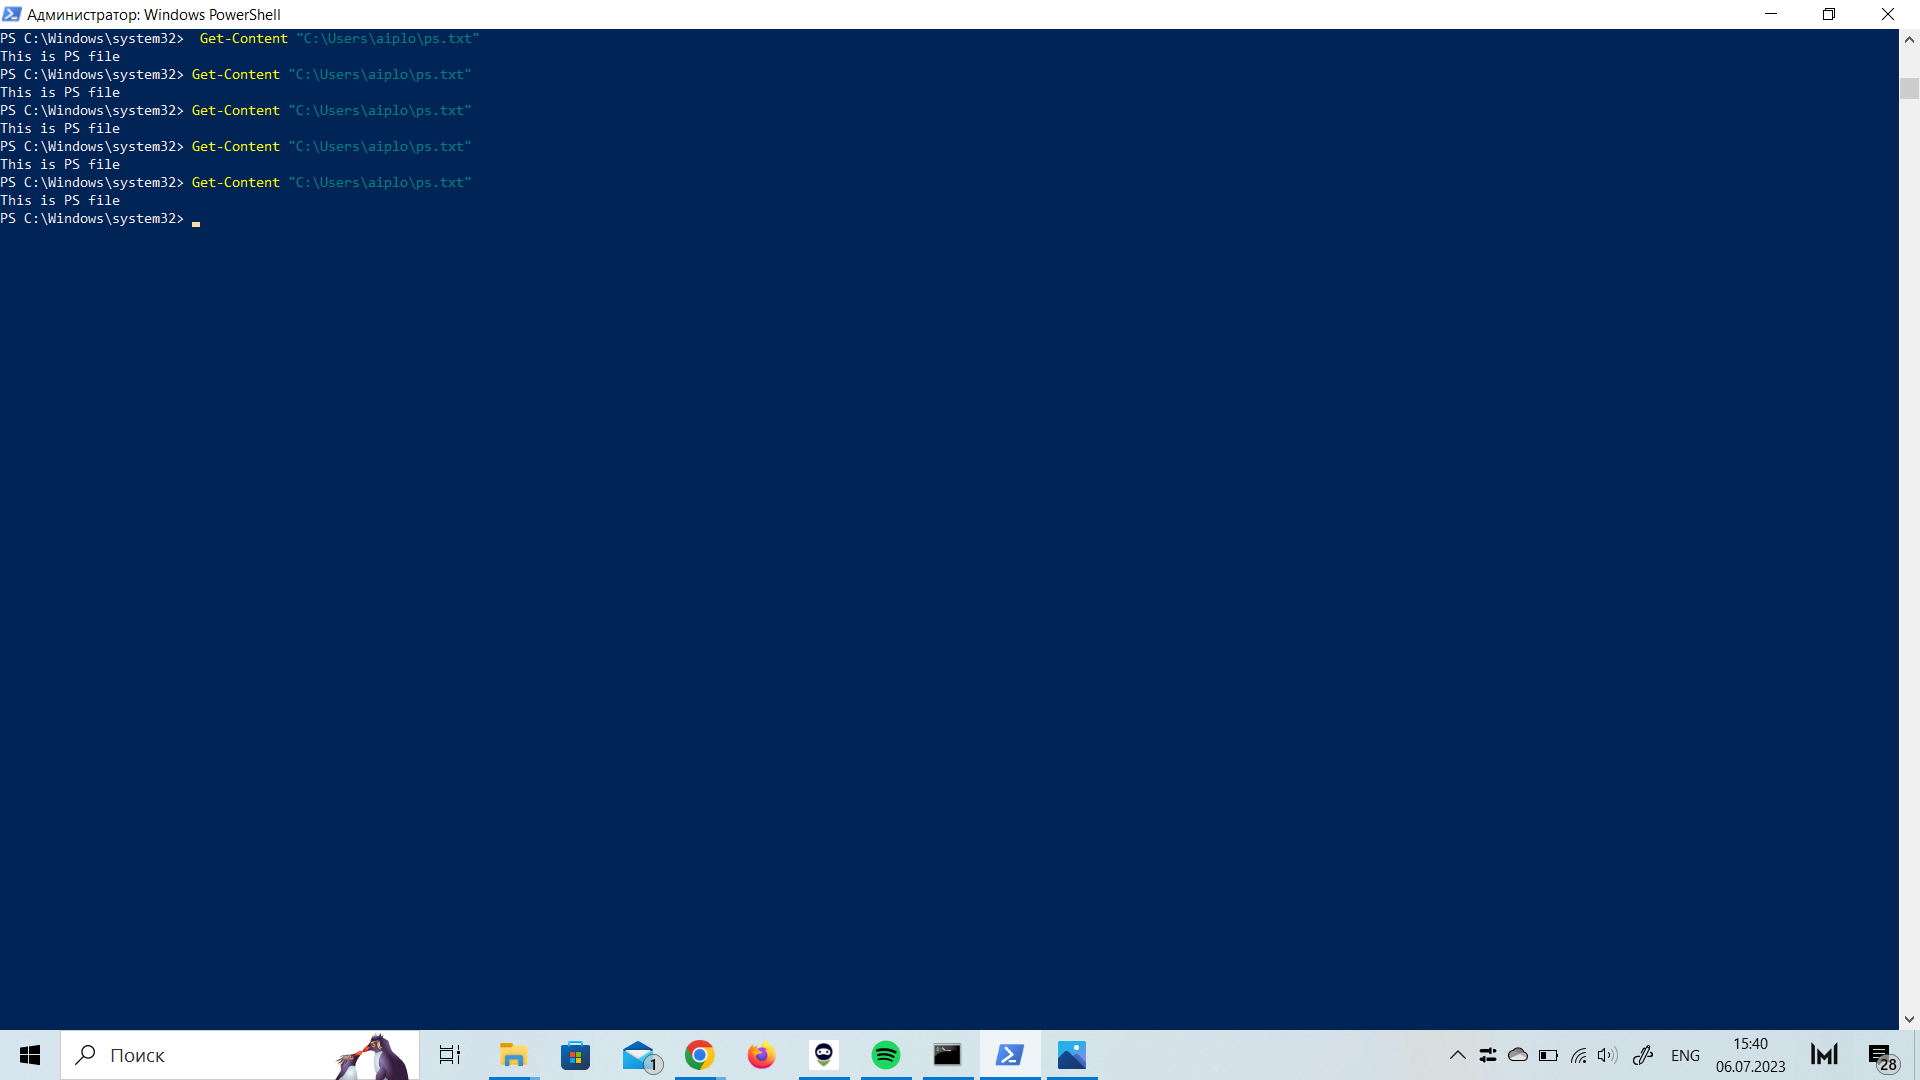 Администратор: Windows PowerShell
PS C:\Windows\system32>  Get-Content "C:\Users\aiplo\ps.txt"
This is PS file
PS C:\Windows\system32> Get-Content "C:\Users\aiplo\ps.txt"
This is PS file
PS C:\Windows\system32> Get-Content "C:\Users\aiplo\ps.txt"
This is PS file
PS C:\Windows\system32> Get-Content "C:\Users\aiplo\ps.txt"
This is PS file
PS C:\Windows\system32> Get-Content "C:\Users\aiplo\ps.txt"
This is PS file
PS C:\Windows\system32>
Поиск
1
ENG
15:40
06.07.2023
28